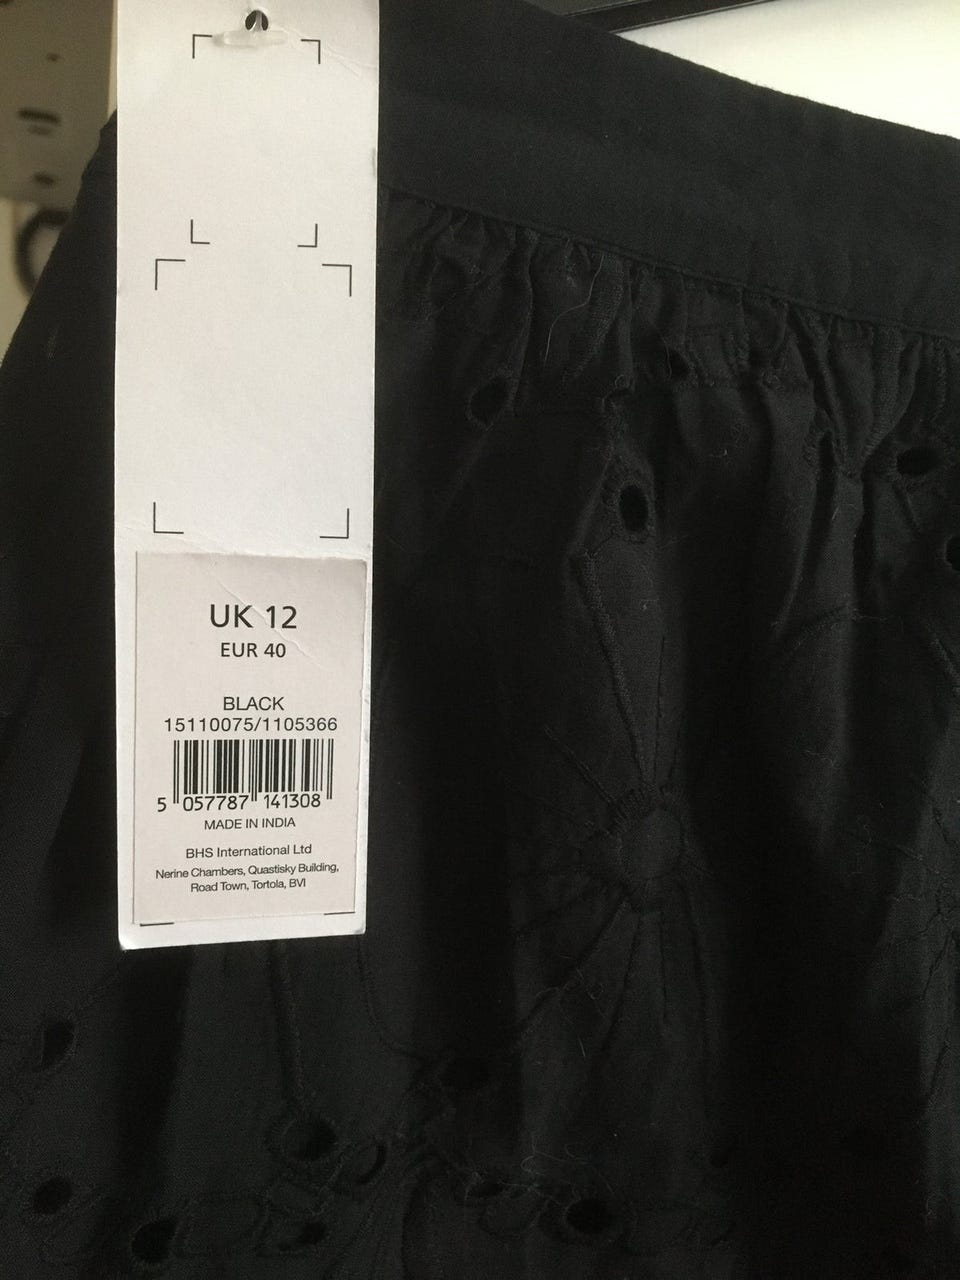 UK 12
EUR 40
BLACK
15110075/1105366
5 057787 141308
MADE IN INDIA
BHS International Ltd
Nerine Chambers, Quastisky Building,
Road Town, Tortola, BVI